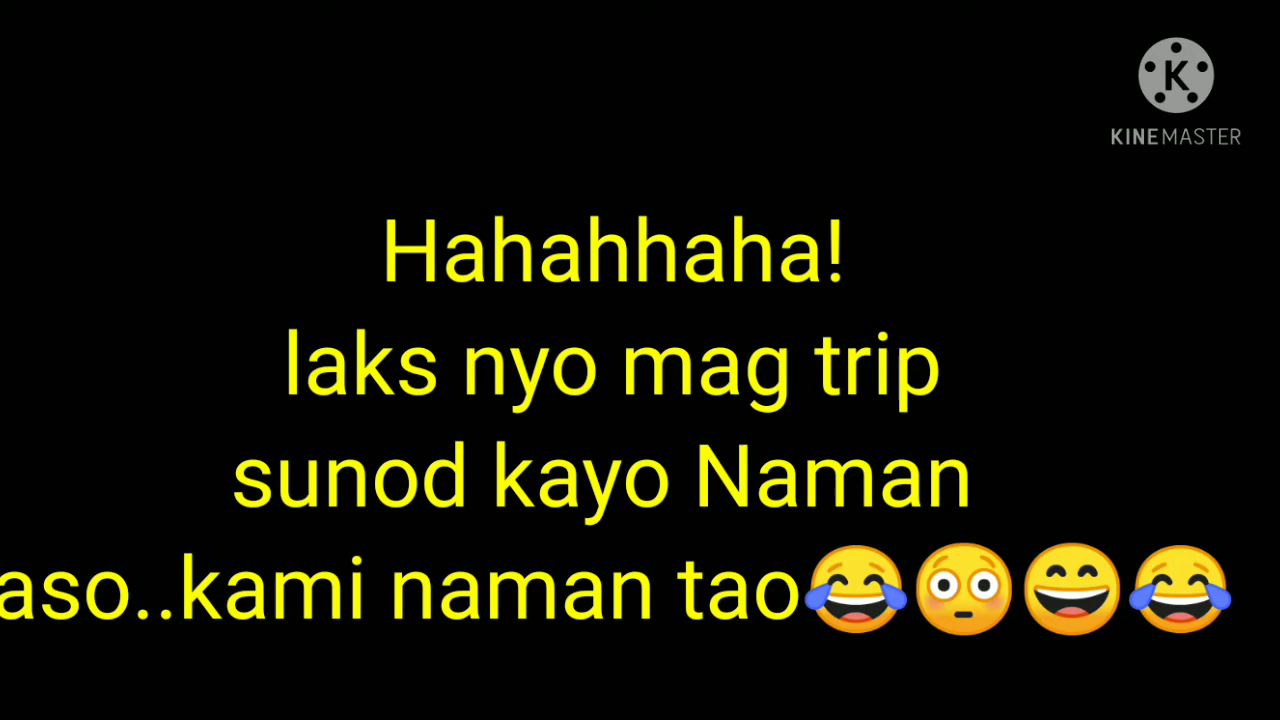 K
KINEMASTER
Hahahhaha!
laks nyo mag trip
sunod kayo Naman
aso..kami naman tao😂😳😄😂